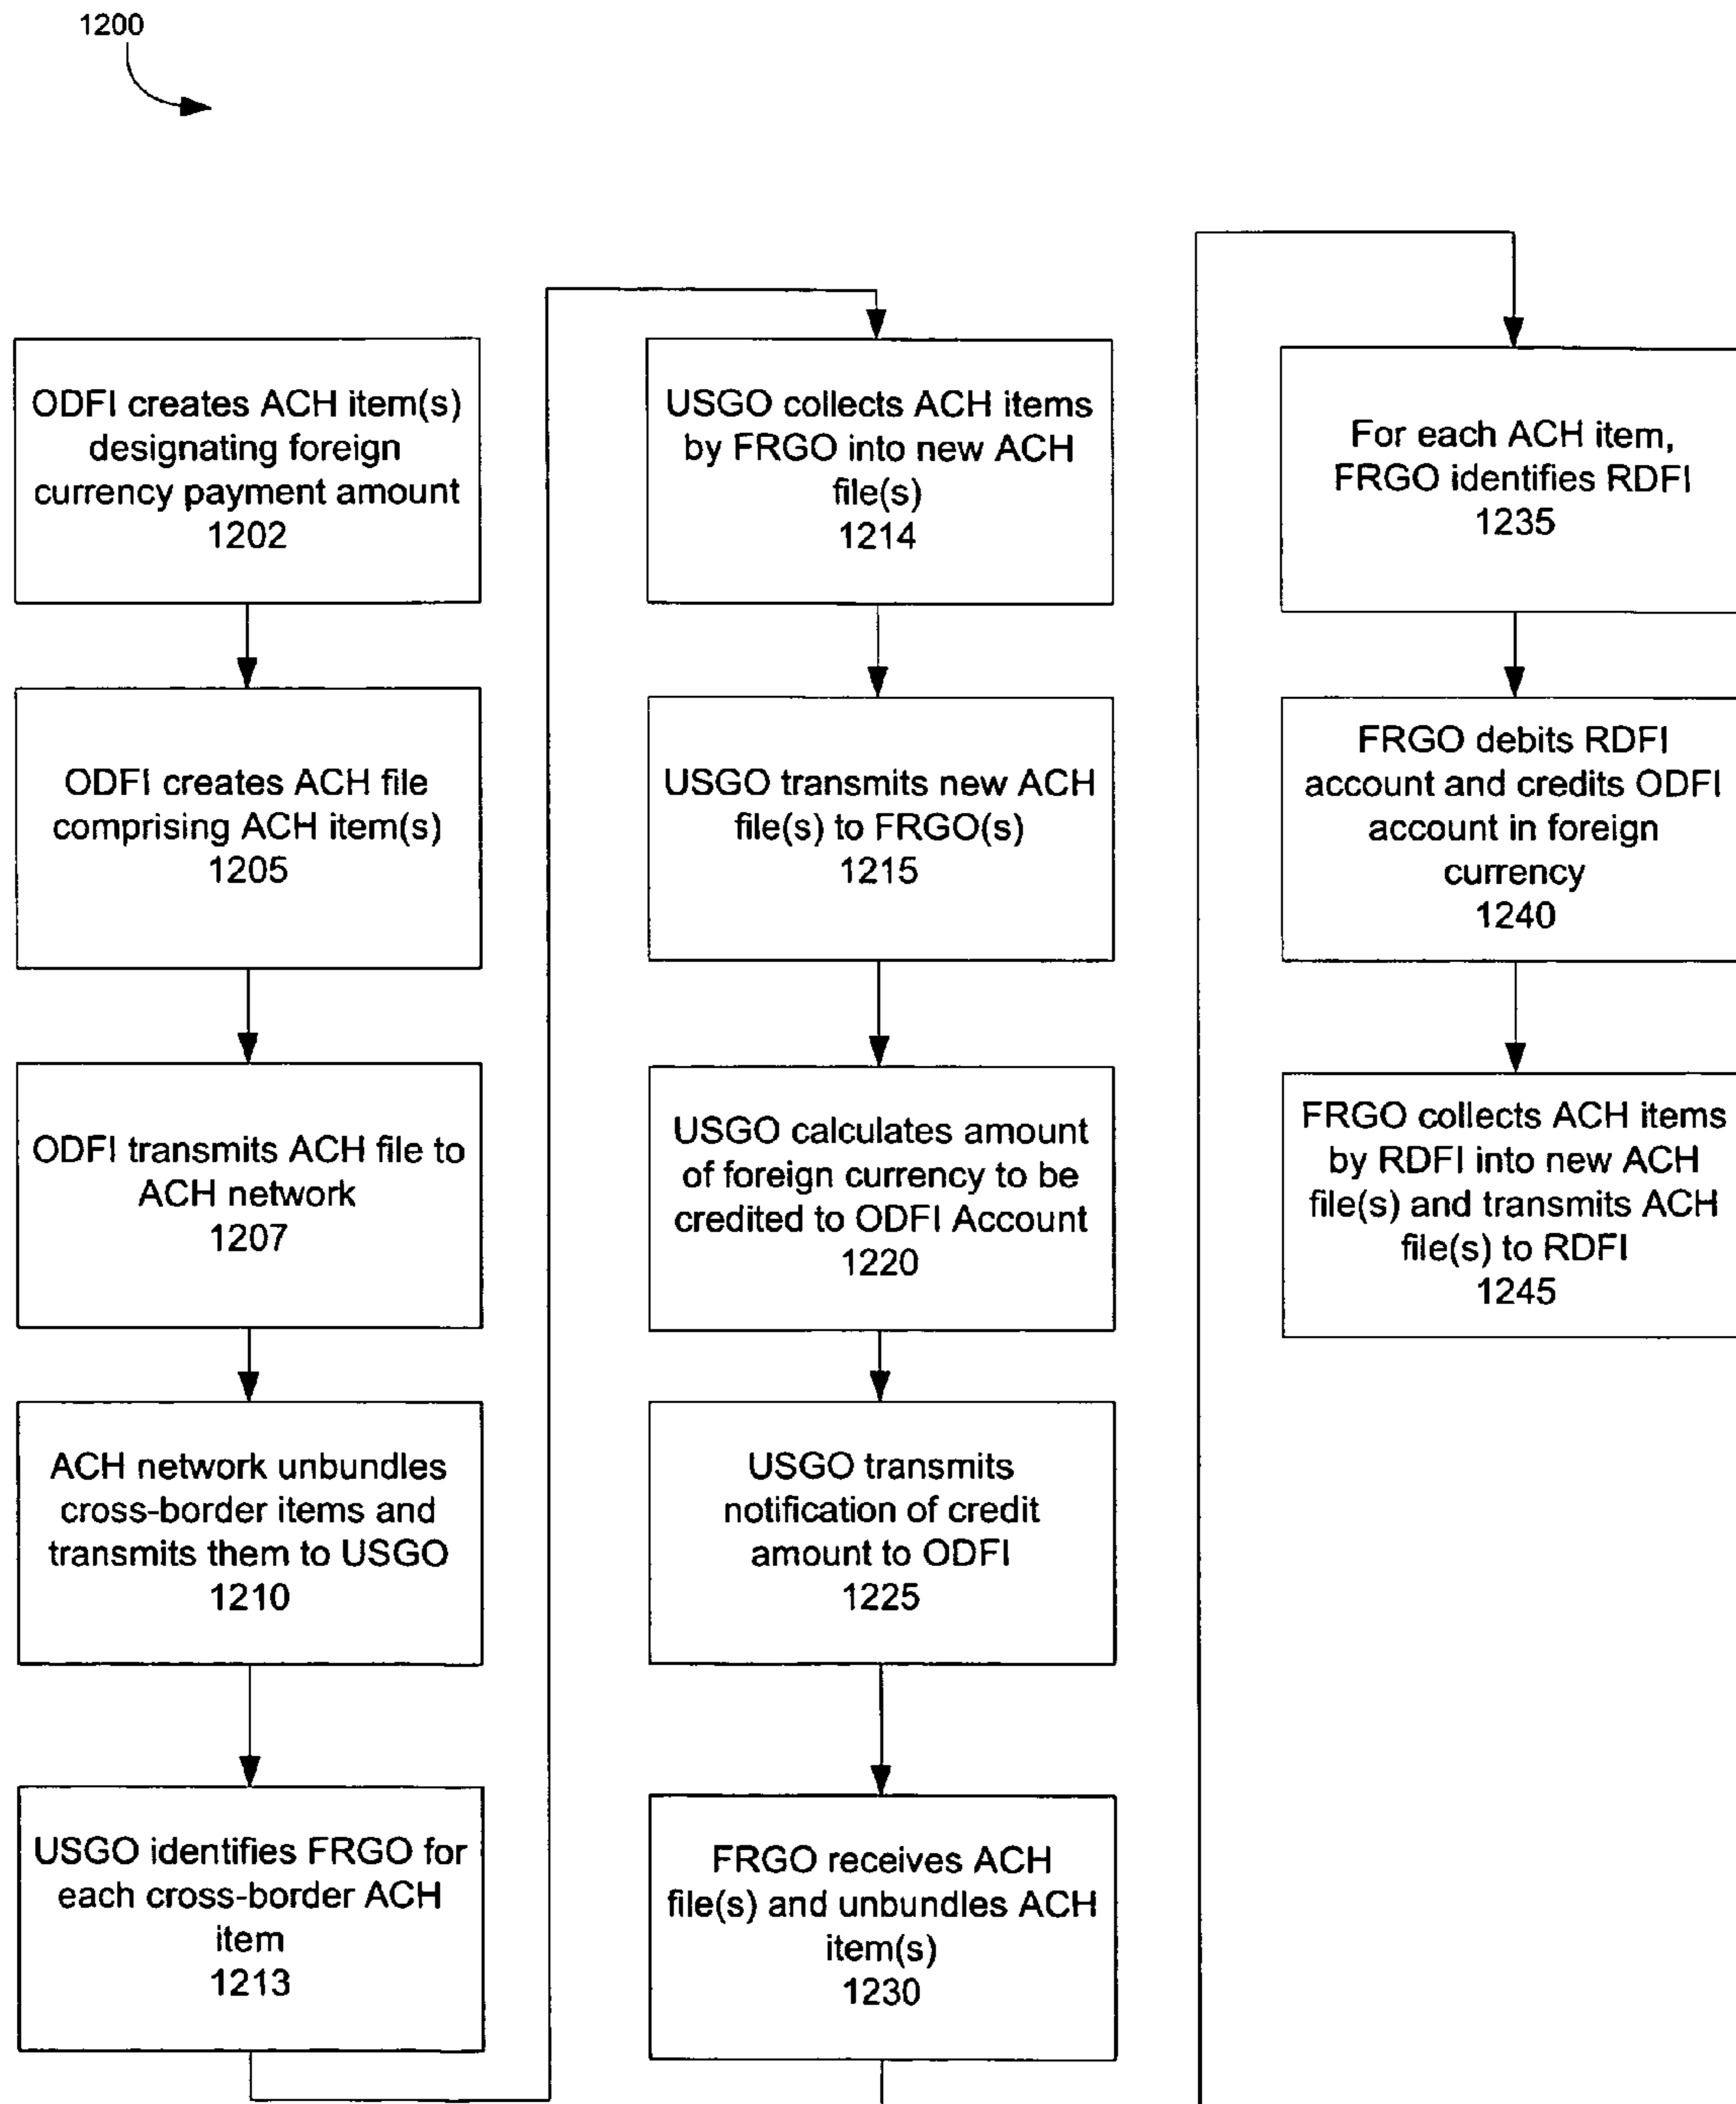 1200
ODFI creates ACH item(s)
designating foreign
currency payment amount
1202
ODFI creates ACH file
comprising ACH item(s)
1205
ODFI transmits ACH file to
ACH network
1207
ACH network unbundles
cross-border items and
transmits them to USGO
1210
USGO identifies FRGO for
each cross-border ACH
item
1213
USGO collects ACH items
by FRGO into new ACH
file(s)
1214
USGO transmits new ACH
file(s) to FRGO(s)
1215
USGO calculates amount
of foreign currency to be
credited to ODFI Account
1220
USGO transmits
notification of credit
amount to ODFI
1225
FRGO receives ACH
file(s) and unbundles ACH
item(s)
1230
For each ACH item,
FRGO identifies RDFI
1235
FRGO debits RDFI
account and credits ODFI
account in foreign
currency
1240
FRGO collects ACH items
by RDFI into new ACH
file(s) and transmits ACH
file(s) to RDFI
1245